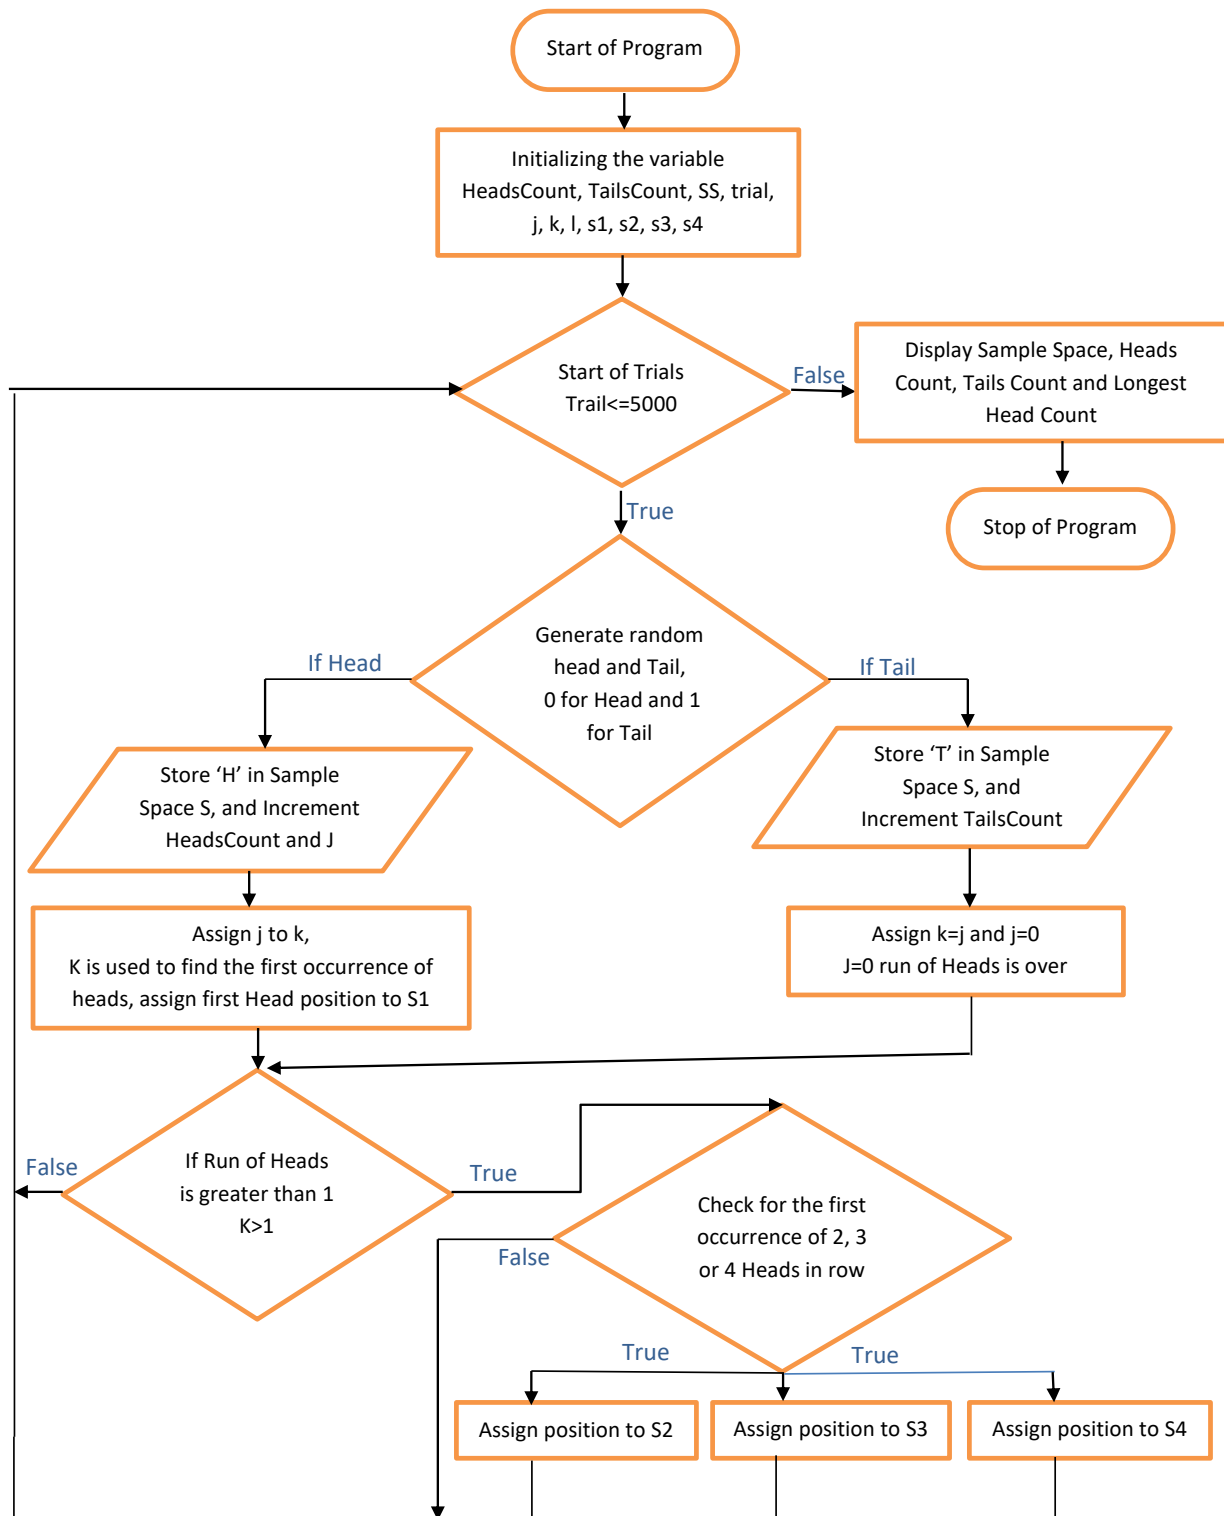 Start of Program
Initializing the variable
HeadsCount, TailsCount, SS, trial,
j, k, l, s1, s2, s3, s4
Start of Trials
Trail<=5000
False
Display Sample Space, Heads
Count, Tails Count and Longest
Head Count
True
Stop of Program
Generate random
head and Tail,
0 for Head and 1
for Tail
If Head
If Tail
Store ‘H’ in Sample
Space S, and Increment
HeadsCount and J
Store ‘T’ in Sample
Space S, and
Increment TailsCount
Assign j to k,
K is used to find the first occurrence of
heads, assign first Head position to S1
Assign k=j and j=0
J=0 run of Heads is over
If Run of Heads
is greater than 1
K>1
False
True
Check for the first
occurrence of 2, 3
or 4 Heads in row
False
True
True
Assign position to S2
Assign position to S3
Assign position to S4